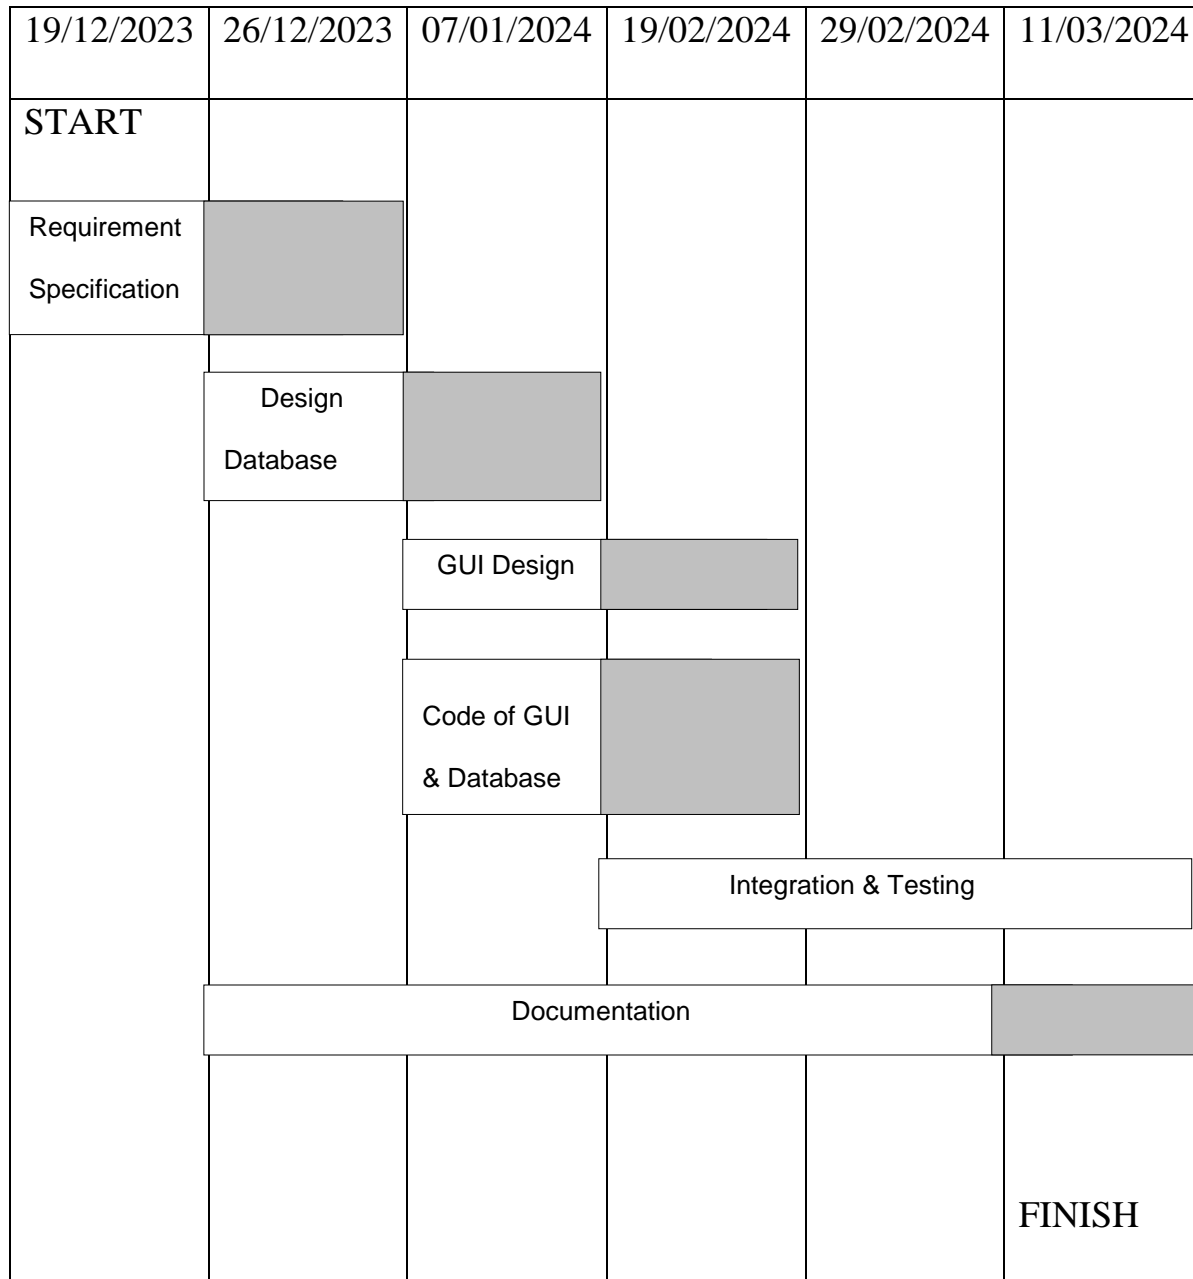 19/12/2023 26/12/2023 07/01/2024 19/02/2024 29/02/2024 11/03/2024
START
Requirement
Specification
Design
Database
GUI Design
Code of GUI
& Database
Integration & Testing
Documentation
FINISH